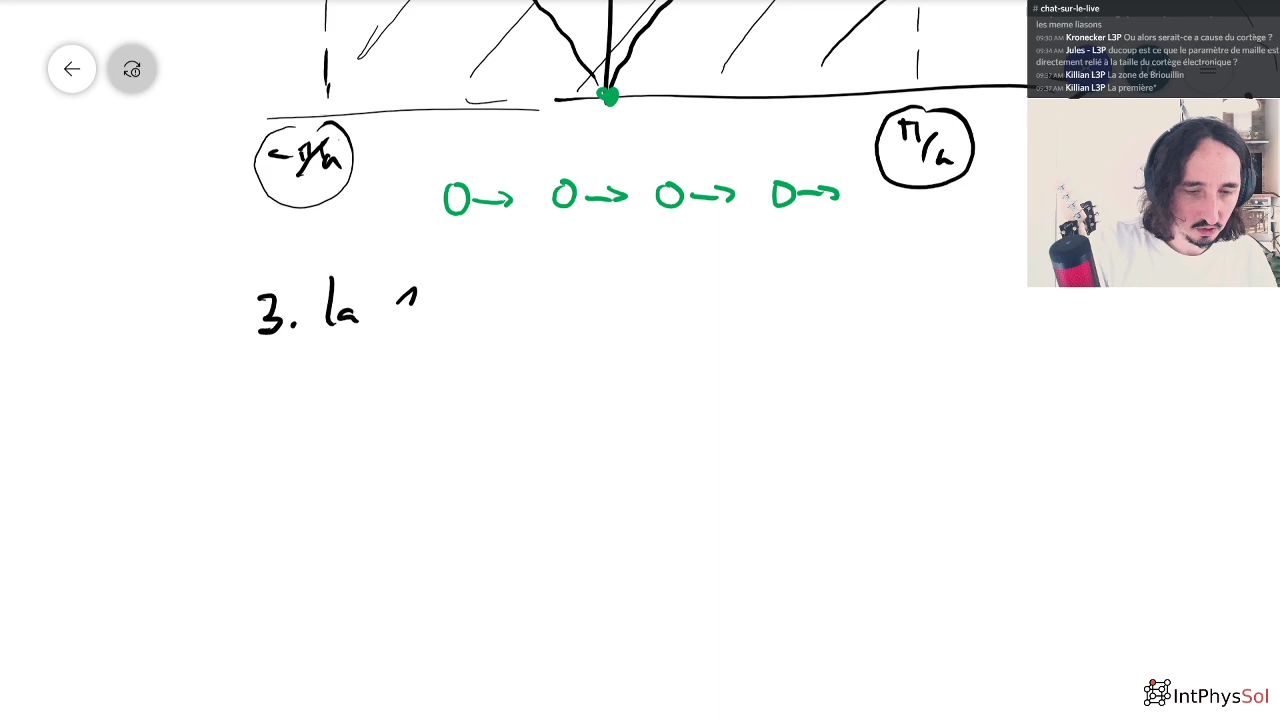 # chat-sur-le-live
les meme liasons
09:30 AM Kronecker L3P Ou alors serait-ce a cause du cortège ?
09:34 AM Jules - L3P ducoup est ce que le paramètre de maille est
directement relié à la taille du cortège électronique ?
09:37 AM Killian L3P La zone de Briouillin
09:37 AM Killian L3P La première*
-π/a
π/a
3. la 1
IntPhysSol